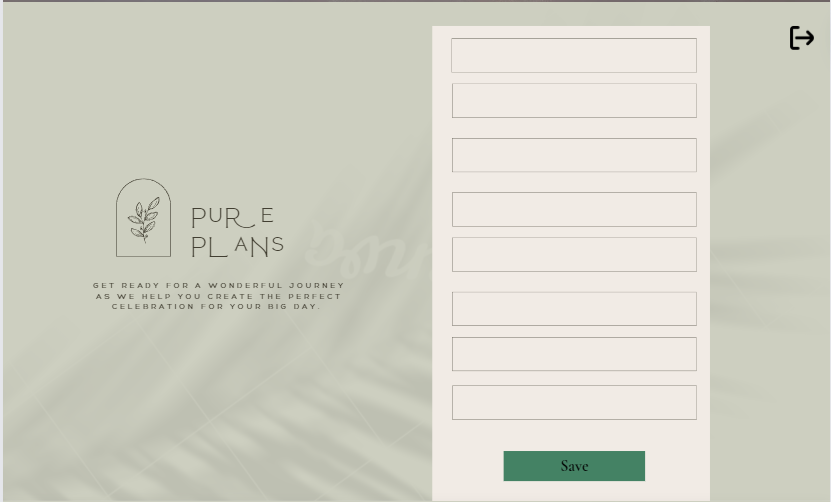 PURE
PLANS
GET READY FOR A WONDERFUL JOURNEY
AS WE HELP YOU CREATE THE PERFECT
CELEBRATION FOR YOUR BIG DAY.
Save